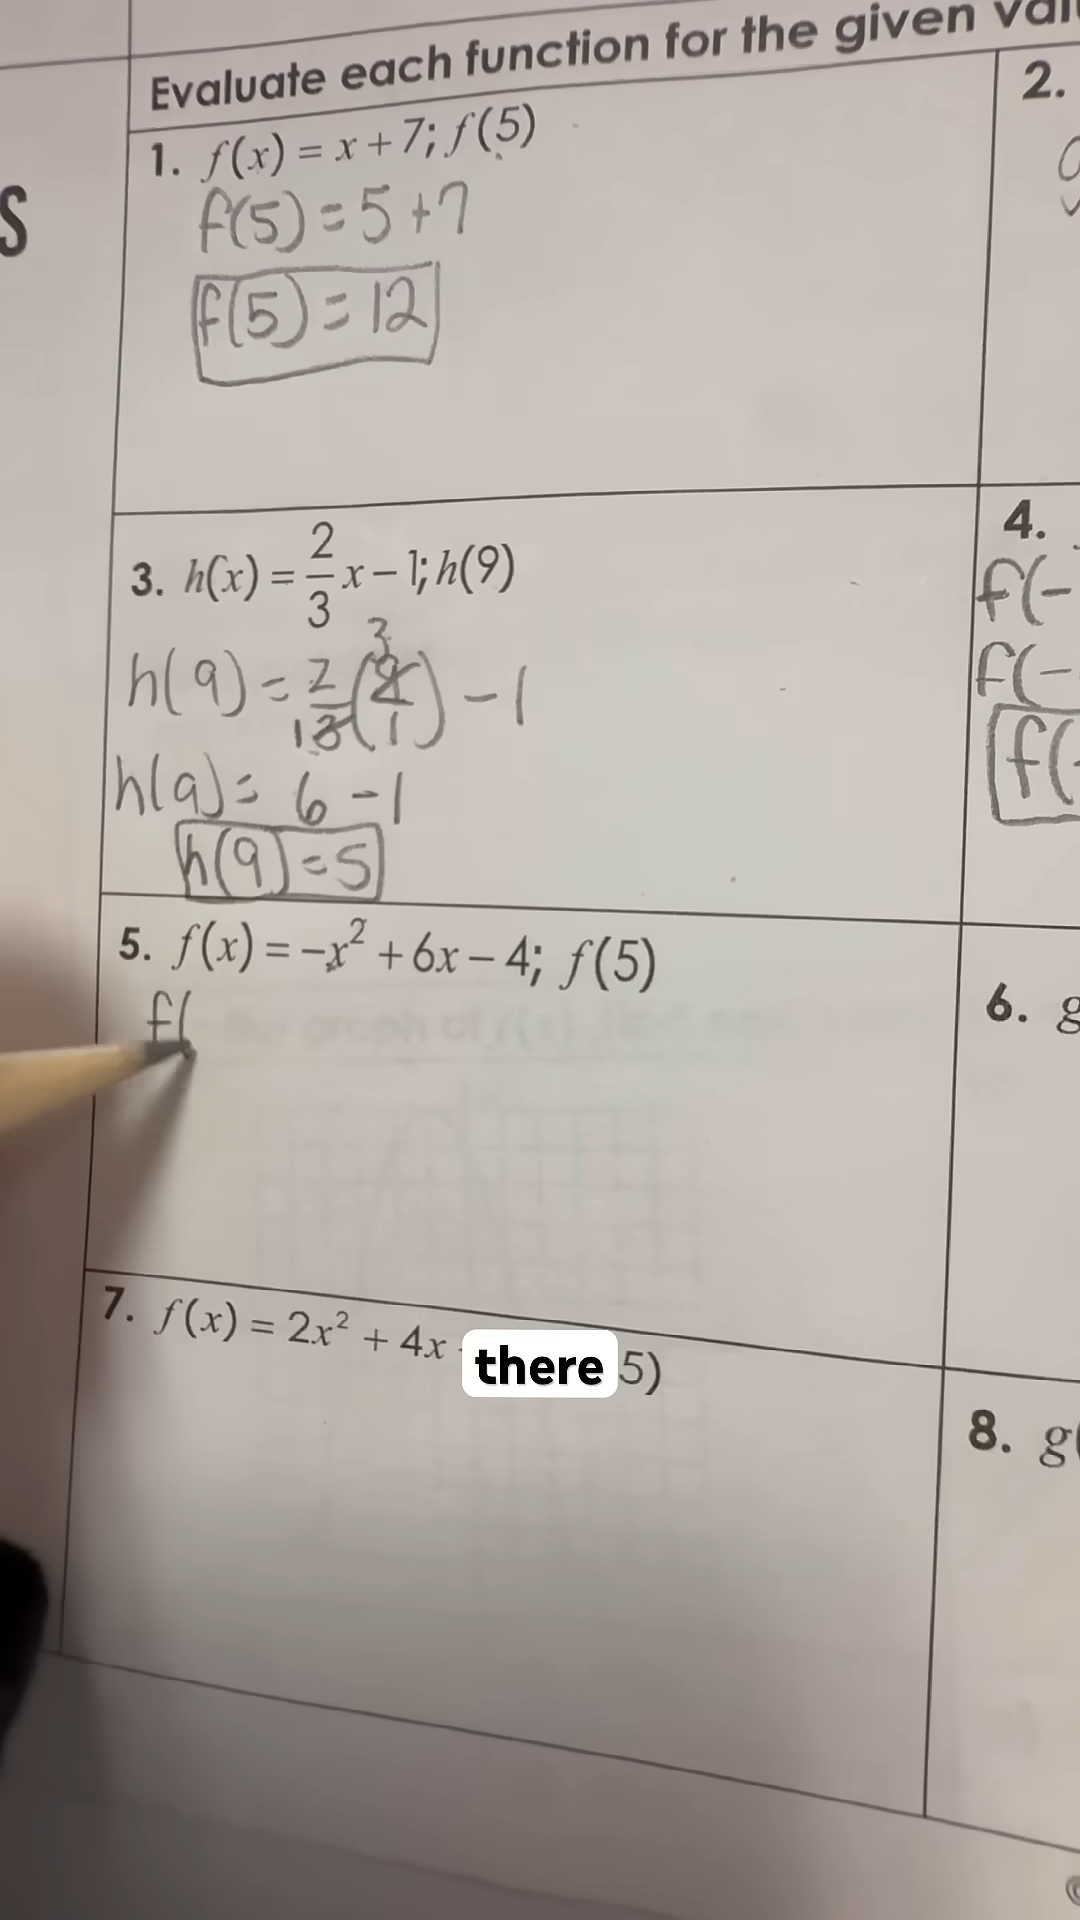 Evaluate each function for the given
S
1. f(x) = x + 7; f(5)
f(5) = 5 + 7
f(5) = 12
2.
3. h(x) = 2/3 x − 1; h(9)
3
h(9) = 2/3 (9/1) − 1
1
h(9) = 6 − 1
h(9) = 5
4.
f(−
f(−
f(-
5. f(x) = −x² + 6x − 4; f(5)
f(
6. g
7. f(x) = 2x² + 4x
there
5)
8. g(